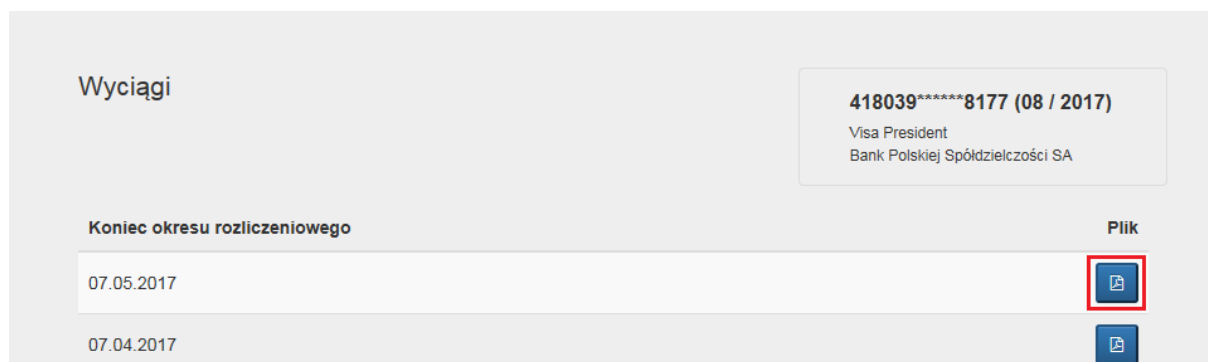 Wyciągi
418039******8177 (08 / 2017)
Visa President
Bank Polskiej Spółdzielczości SA
Koniec okresu rozliczeniowego Plik
07.05.2017
07.04.2017